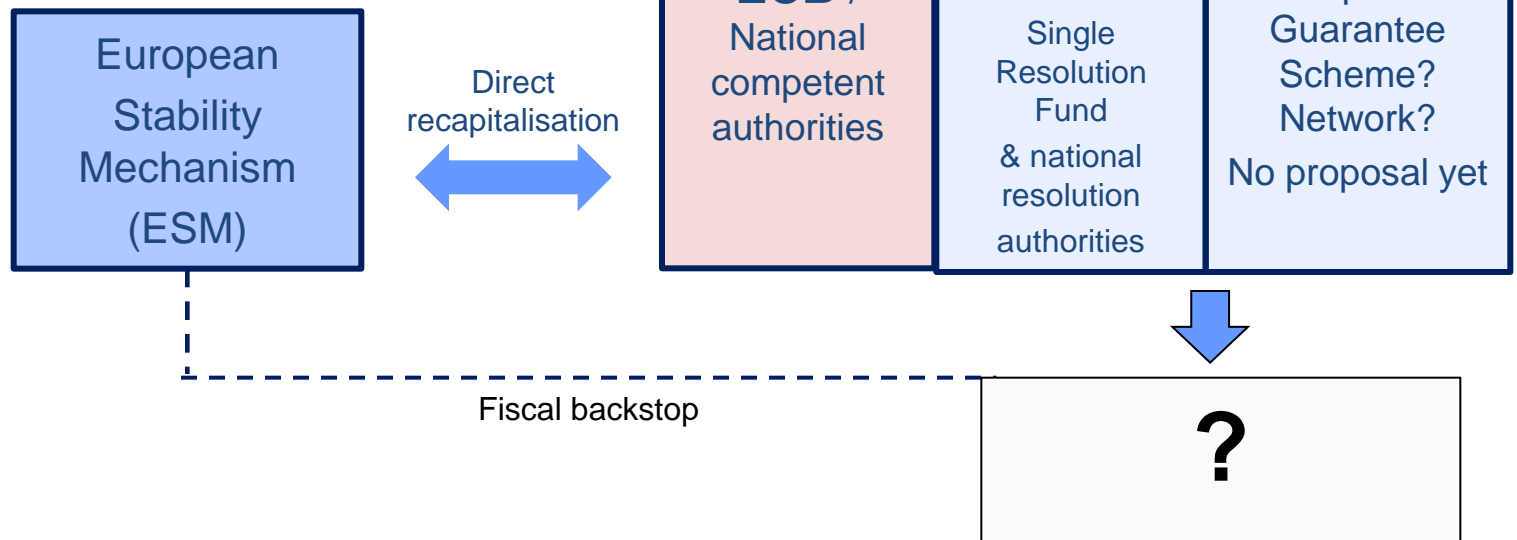 European
Stability
Mechanism
(ESM)
Direct
recapitalisation
National
competent
authorities
Single
Resolution
Fund
& national
resolution
authorities
Guarantee
Scheme?
Network?
No proposal yet
Fiscal backstop
?